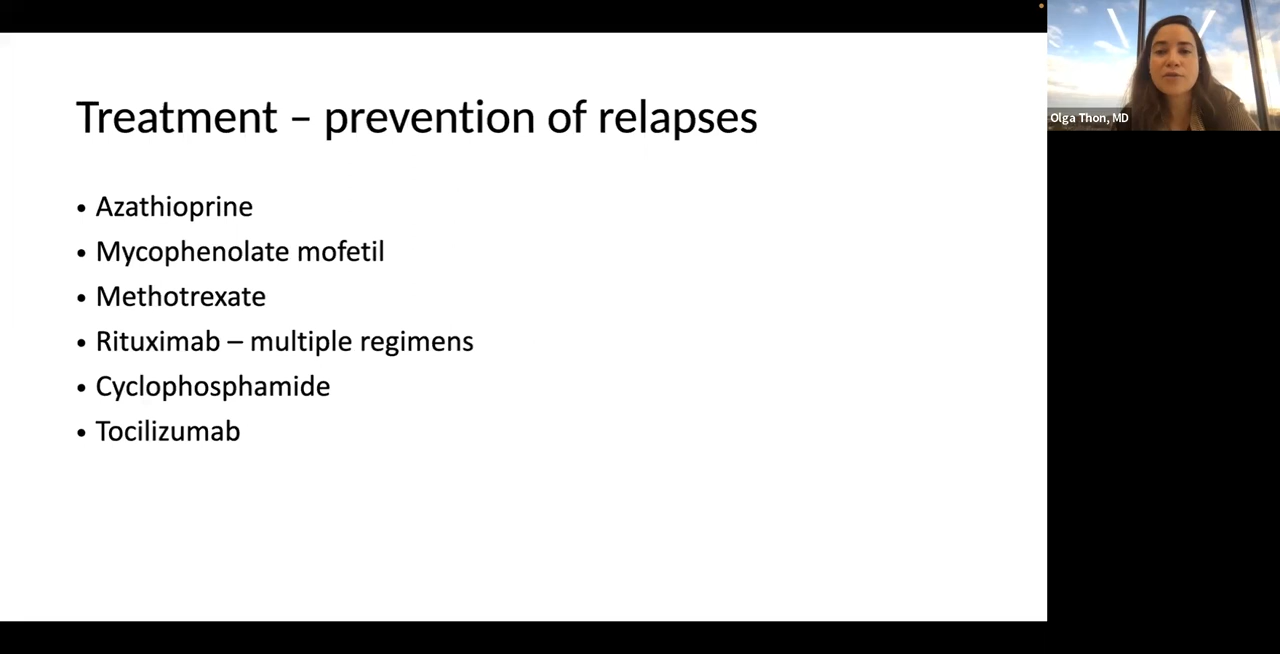 Treatment – prevention of relapses
• Azathioprine
• Mycophenolate mofetil
• Methotrexate
• Rituximab – multiple regimens
• Cyclophosphamide
• Tocilizumab
Olga Thon, MD